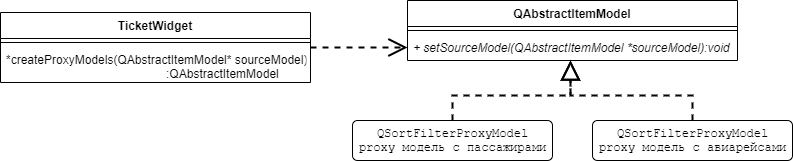 TicketWidget
*createProxyModels(QAbstractItemModel* sourceModel)
:QAbstractItemModel
QAbstractItemModel
+ setSourceModel(QAbstractItemModel *sourceModel):void
QSortFilterProxyModel
proxy модель с пассажирами
QSortFilterProxyModel
proxy модель с авиарейсами